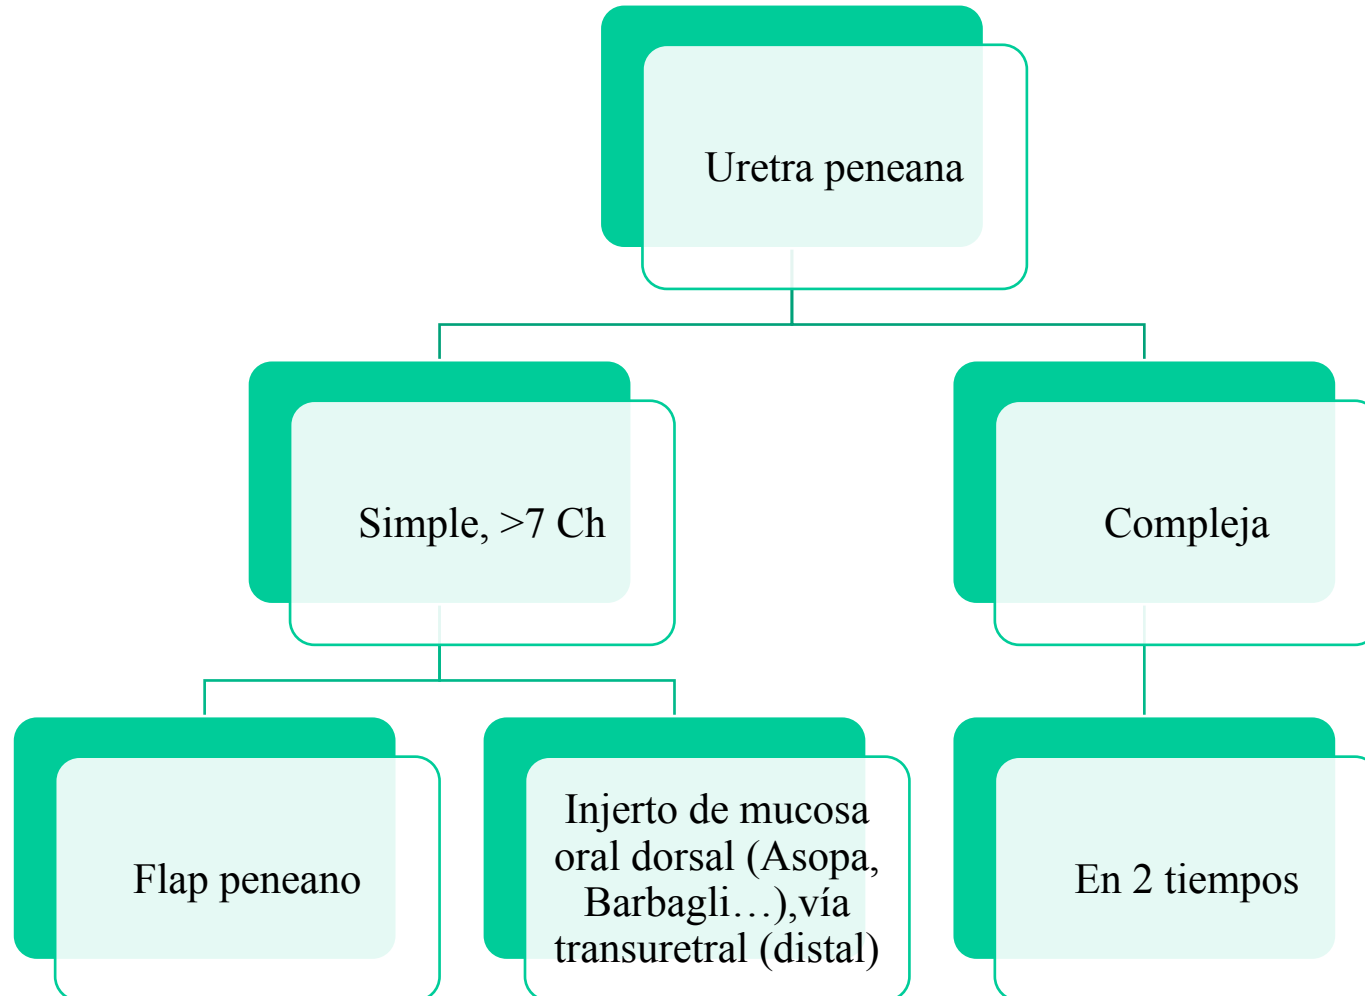 Uretra peneana
Simple, >7 Ch
Compleja
Flap peneano
Injerto de mucosa
oral dorsal (Asopa,
Barbagli…),vía
transuretral (distal)
En 2 tiempos